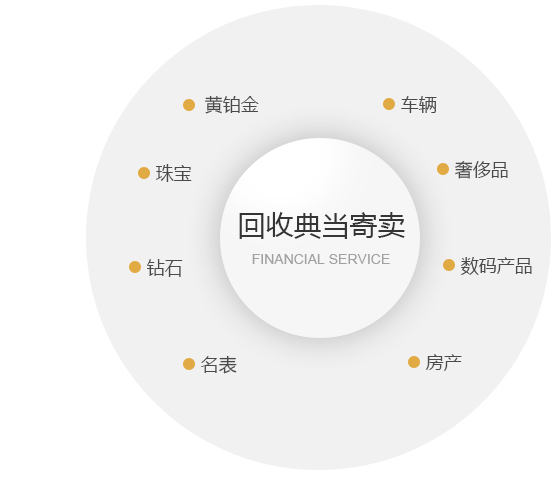 黄铂金
车辆
珠宝
奢侈品
回收典当寄卖
FINANCIAL SERVICE
钻石
数码产品
名表
房产